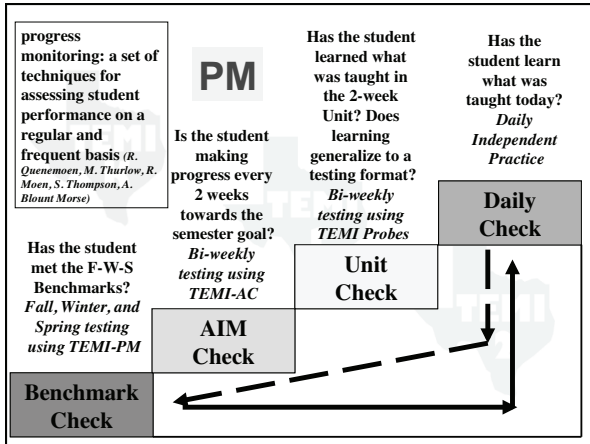 progress
monitoring: a set of
techniques for
assessing student
performance on a
regular and
frequent basis (R.
Quenemoen, M. Thurlow, R.
Moen, S. Thompson, A.
Blount Morse)
PM
Has the student
met the F-W-S
Benchmarks?
Fall, Winter, and
Spring testing
using TEMI-PM
Benchmark
Check
Is the student
making
progress every
2 weeks
towards the
semester goal?
Bi-weekly
testing using
TEMI-AC
AIM
Check
Has the student
learned what
was taught in
the 2-week
Unit? Does
learning
generalize to a
testing format?
Bi-weekly
testing using
TEMI Probes
Unit
Check
Has the
student learn
what was
taught today?
Daily
Independent
Practice
Daily
Check
TEMI
TEMI
TEMI